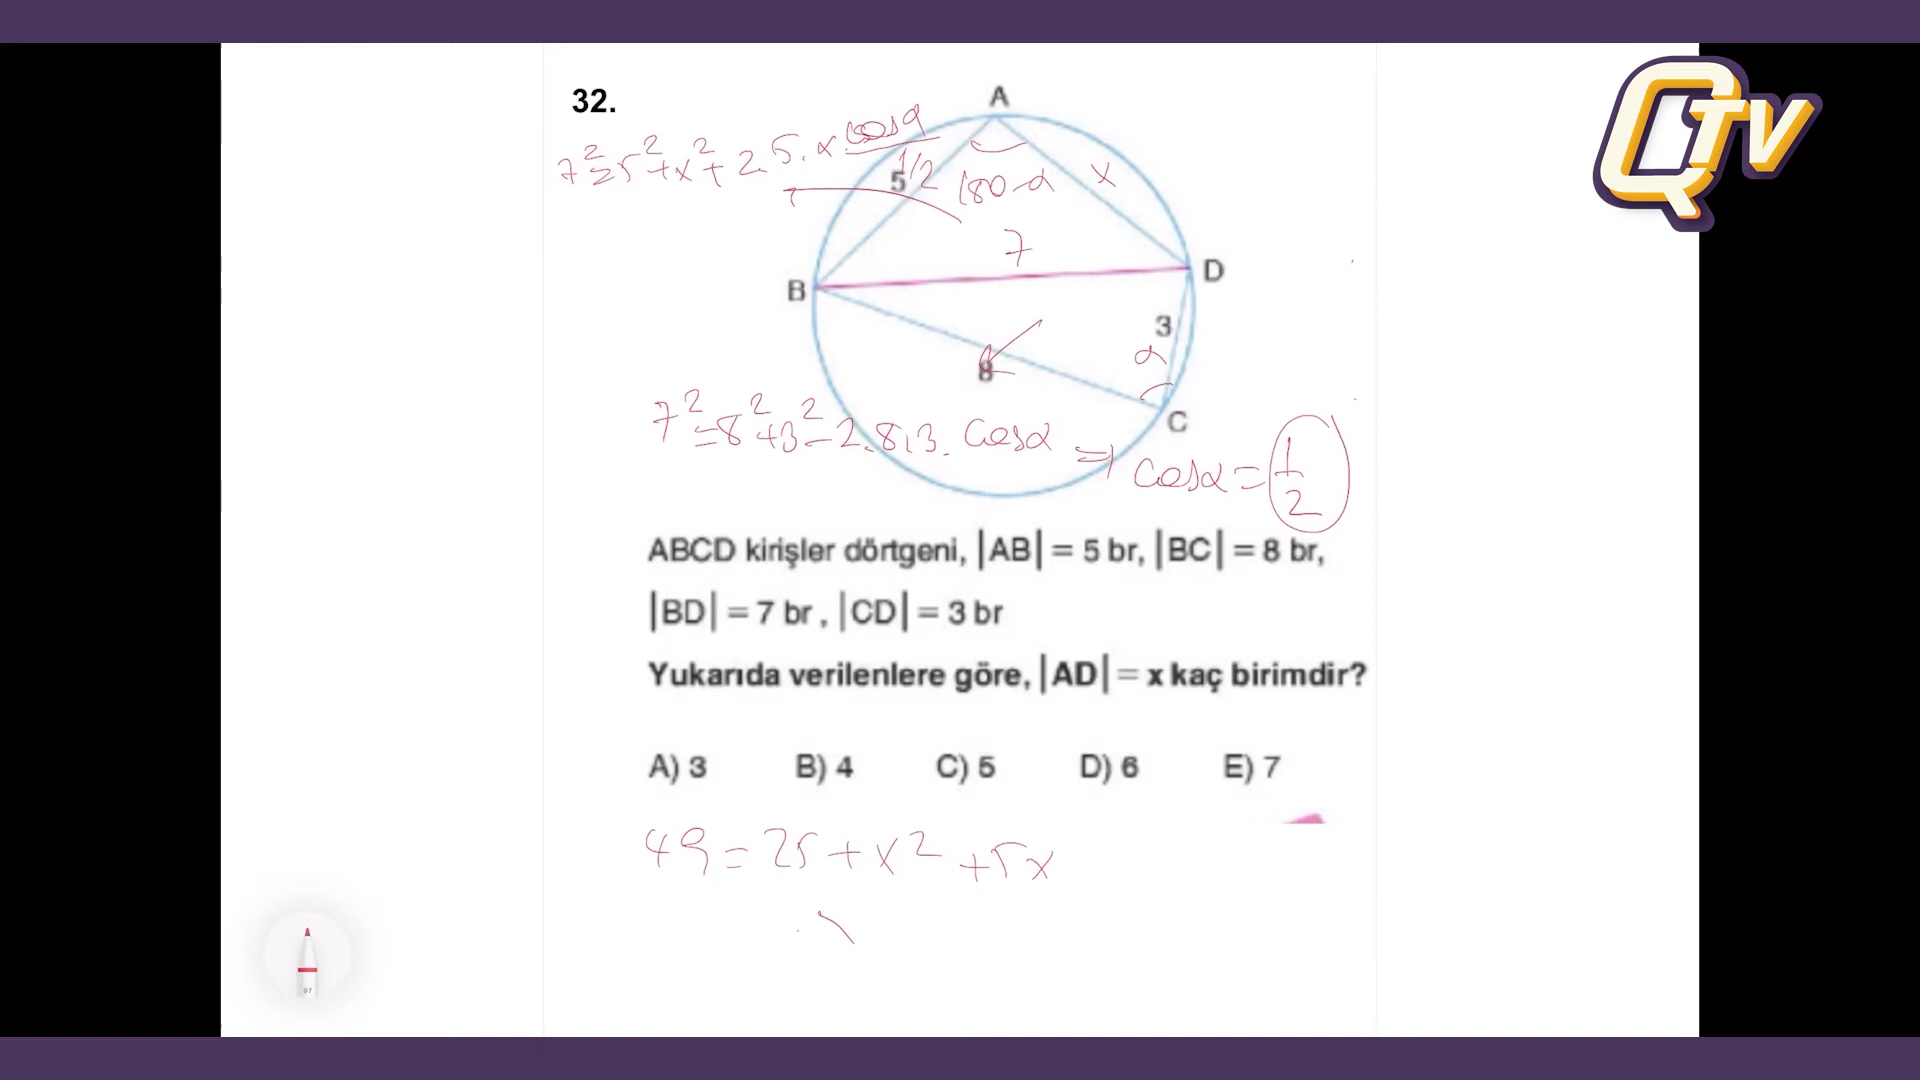 QTV
32.
A
7² = 5² + x² + 2.5.x.cosα
1/2
5
180-α
x
7
B
D
3
8
α
C
7² = 8² + 3² - 2.8.3.cosα ⇒ cosα = 1/2
ABCD kirişler dörtgeni, |AB| = 5 br, |BC| = 8 br,
|BD| = 7 br , |CD| = 3 br
Yukarıda verilenlere göre, |AD| = x kaç birimdir?
A) 3 B) 4 C) 5 D) 6 E) 7
49 = 25 + x² + 5x
97